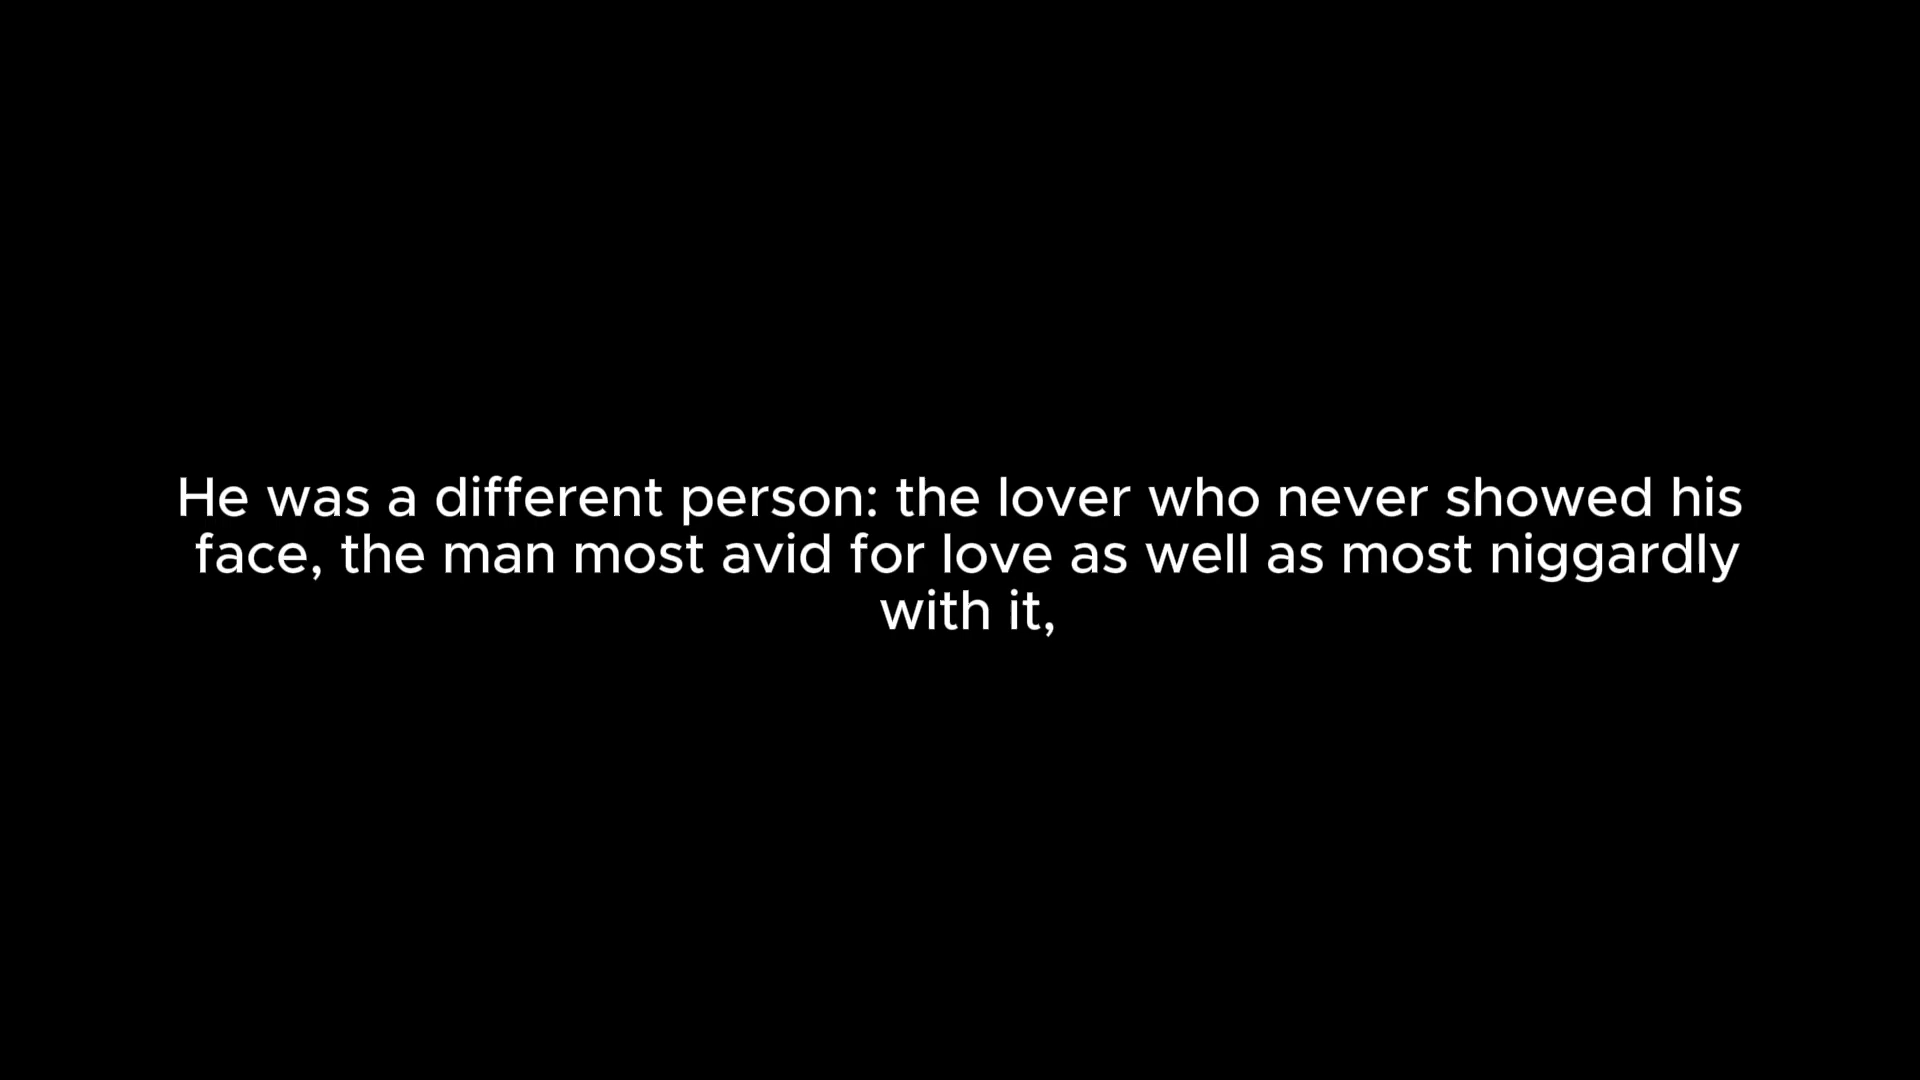 He was a different person: the lover who never showed his
face, the man most avid for love as well as most niggardly
with it,